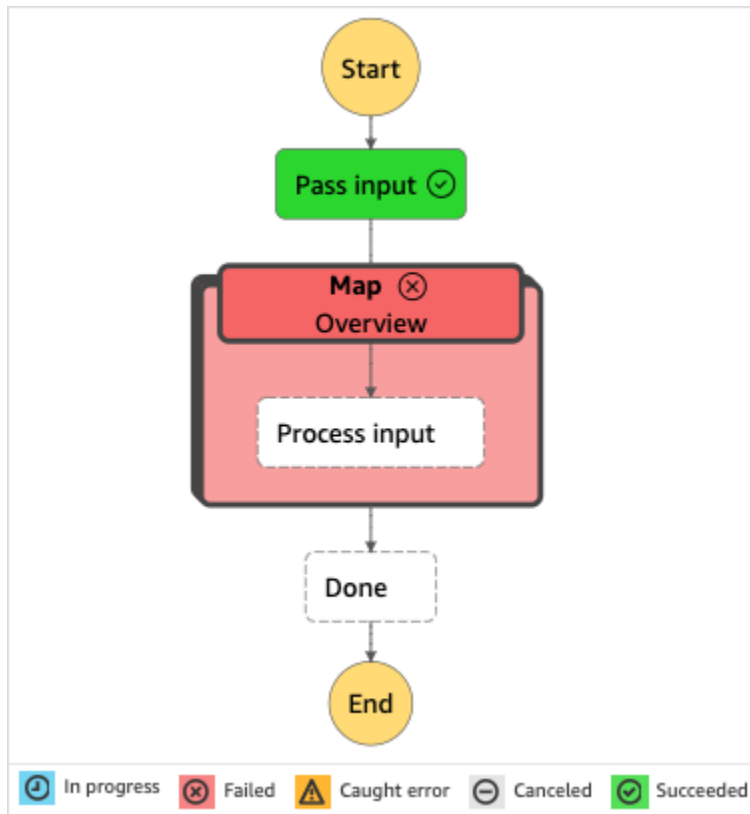 Start
Pass input
Map
Overview
Process input
Done
End
In progress Failed Caught error Canceled Succeeded